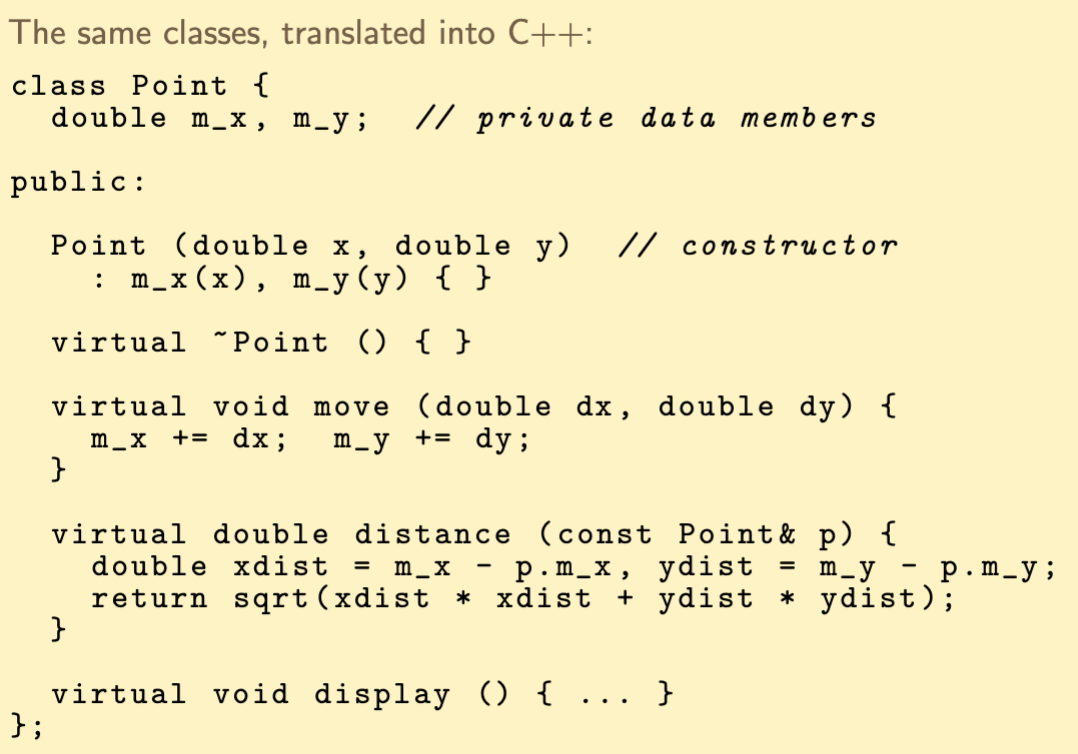 The same classes, translated into C++:
class Point {
  double m_x, m_y;  // private data members
public:
  Point (double x, double y)  // constructor
    : m_x(x), m_y(y) { }
  virtual ~Point () { }
  virtual void move (double dx, double dy) {
    m_x += dx;  m_y += dy;
  }
  virtual double distance (const Point& p) {
    double xdist = m_x - p.m_x, ydist = m_y - p.m_y;
    return sqrt(xdist * xdist + ydist * ydist);
  }
  virtual void display () { ... }
};